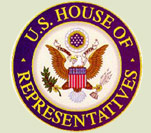 U.S. HOUSE OF
REPRESENTATIVES